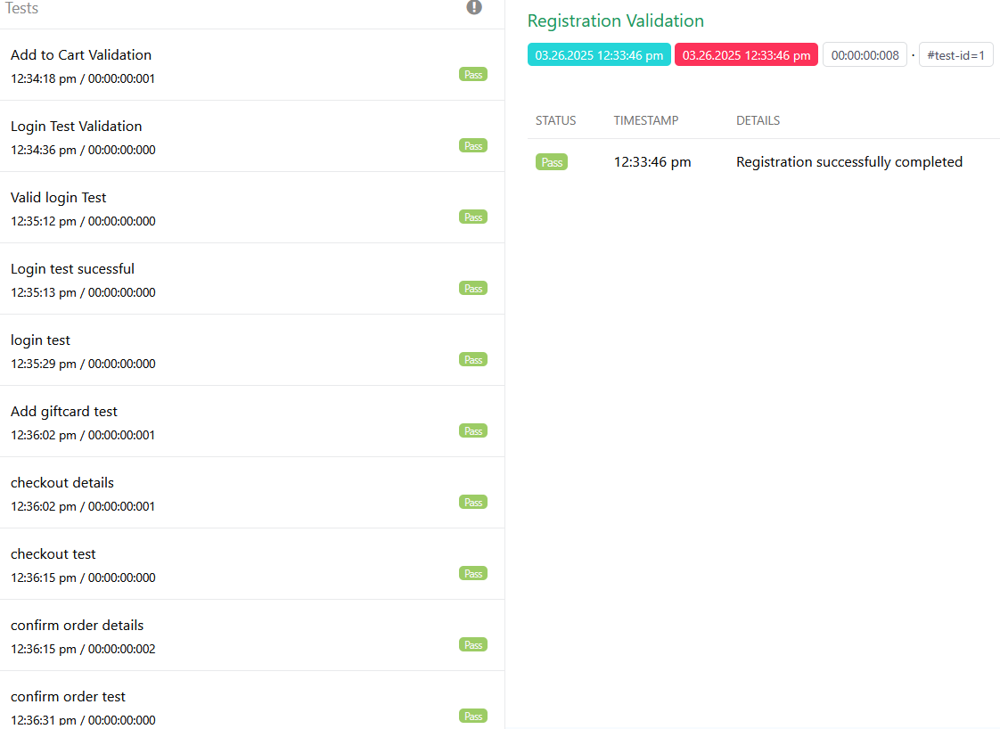 Tests
Add to Cart Validation
12:34:18 pm / 00:00:00:001
Pass
Login Test Validation
12:34:36 pm / 00:00:00:000
Pass
Valid login Test
12:35:12 pm / 00:00:00:000
Pass
Login test sucessful
12:35:13 pm / 00:00:00:000
Pass
login test
12:35:29 pm / 00:00:00:000
Pass
Add giftcard test
12:36:02 pm / 00:00:00:001
Pass
checkout details
12:36:02 pm / 00:00:00:001
Pass
checkout test
12:36:15 pm / 00:00:00:000
Pass
confirm order details
12:36:15 pm / 00:00:00:002
Pass
confirm order test
12:36:31 pm / 00:00:00:000
Pass
Registration Validation
03.26.2025 12:33:46 pm 03.26.2025 12:33:46 pm 00:00:00:008 · #test-id=1
STATUS TIMESTAMP DETAILS
Pass 12:33:46 pm Registration successfully completed